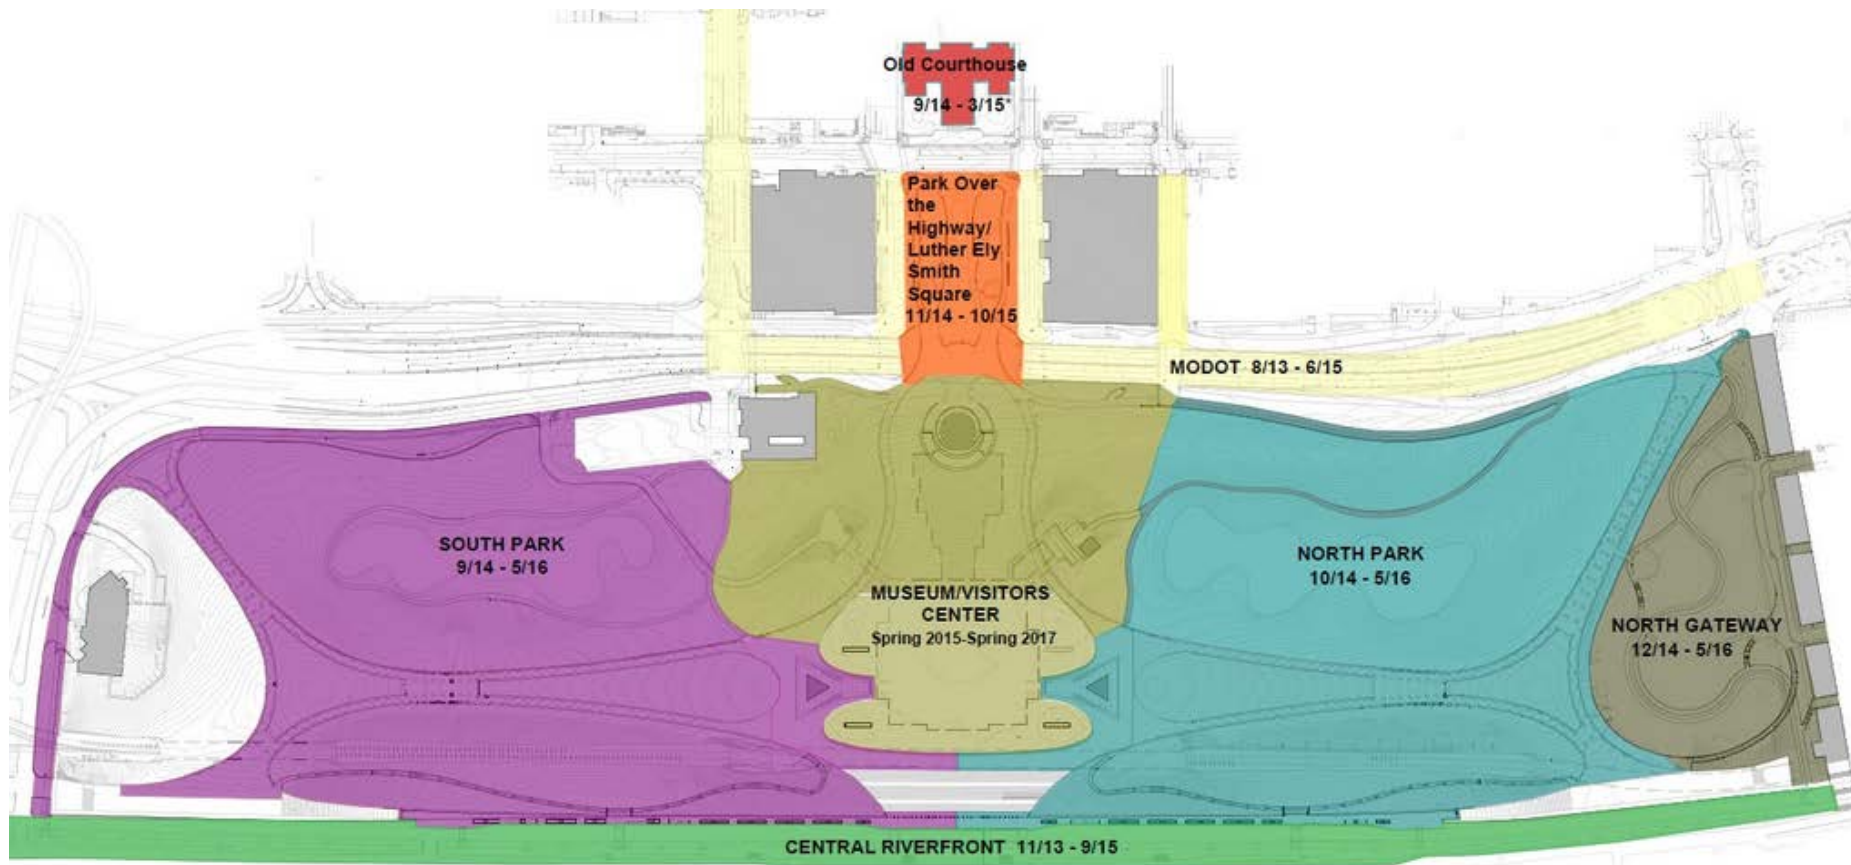 Old Courthouse
9/14 - 3/15*
Park Over
the
Highway/
Luther Ely
Smith
Square
11/14 - 10/15
MODOT 8/13 - 6/15
SOUTH PARK
9/14 - 5/16
NORTH PARK
10/14 - 5/16
MUSEUM/VISITORS
CENTER
Spring 2015-Spring 2017
NORTH GATEWAY
12/14 - 5/16
CENTRAL RIVERFRONT 11/13 - 9/15